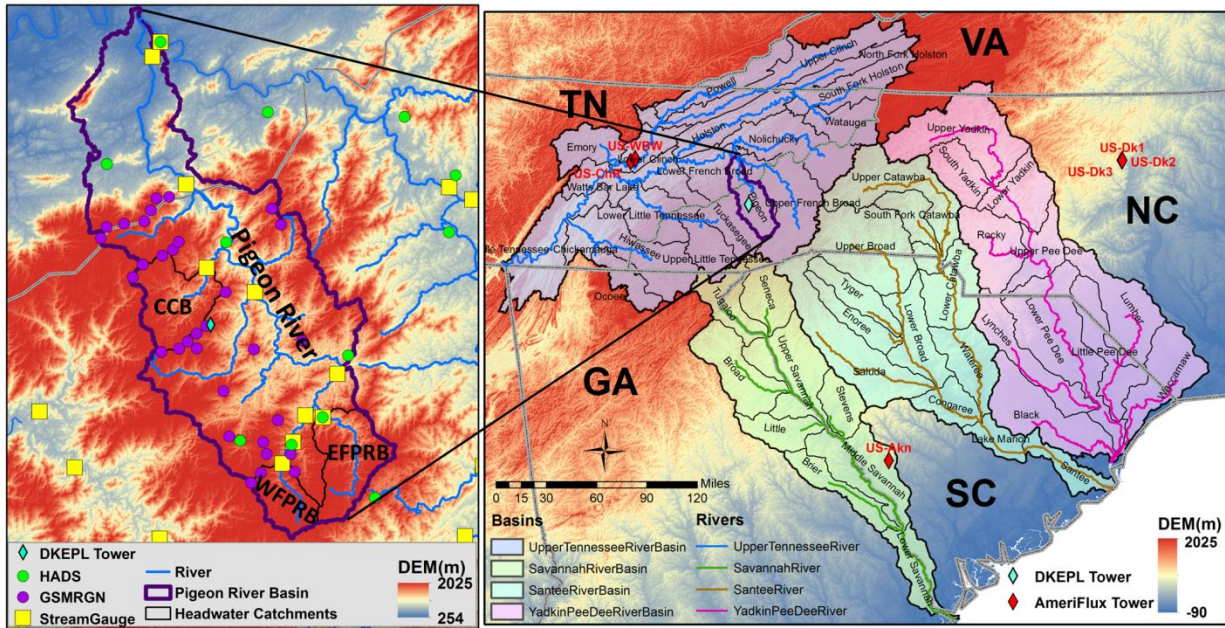 Pigeon River
CCB
EFPRB
WFPRB
DKEPL Tower
HADS
GSMRGN
StreamGauge
River
Pigeon River Basin
Headwater Catchments
DEM(m)
2025
254
VA
TN
NC
GA
SC
Upper Clinch
North Fork Holston
Powell
South Fork Holston
Holston
Watauga
Nolichucky
Emory
US-WBW
Lower Clinch
US-ChR
Lower French Broad
Watts Bar Lake
Pigeon
Upper French Broad
Lower Little Tennessee
Tuckasegee
Hiwassee
Upper Little Tennessee
Ocoee
Upper Yadkin
South Yadkin
Lower Yadkin
US-Dk1
US-Dk2
US-Dk3
Upper Catawba
South Fork Catawba
Rocky
Upper Pee Dee
Upper Broad
Lower Catawba
Tugaloo
Seneca
Tyger
Enoree
Lower Broad
Wateree
Lynches
Lower Pee Dee
Lumber
Little Pee Dee
Waccamaw
Broad
Upper Savannah
Saluda
Stevens
Congaree
Black
Little
Lake Marion
Santee
US-Akn
Brier
Middle Savannah
Lower Savannah
N
Miles
0 15 30 60 90 120
Basins
UpperTennesseeRiverBasin
SavannahRiverBasin
SanteeRiverBasin
YadkinPeeDeeRiverBasin
Rivers
UpperTennesseeRiver
SavannahRiver
SanteeRiver
YadkinPeeDeeRiver
DKEPL Tower
AmeriFlux Tower
DEM(m)
2025
-90